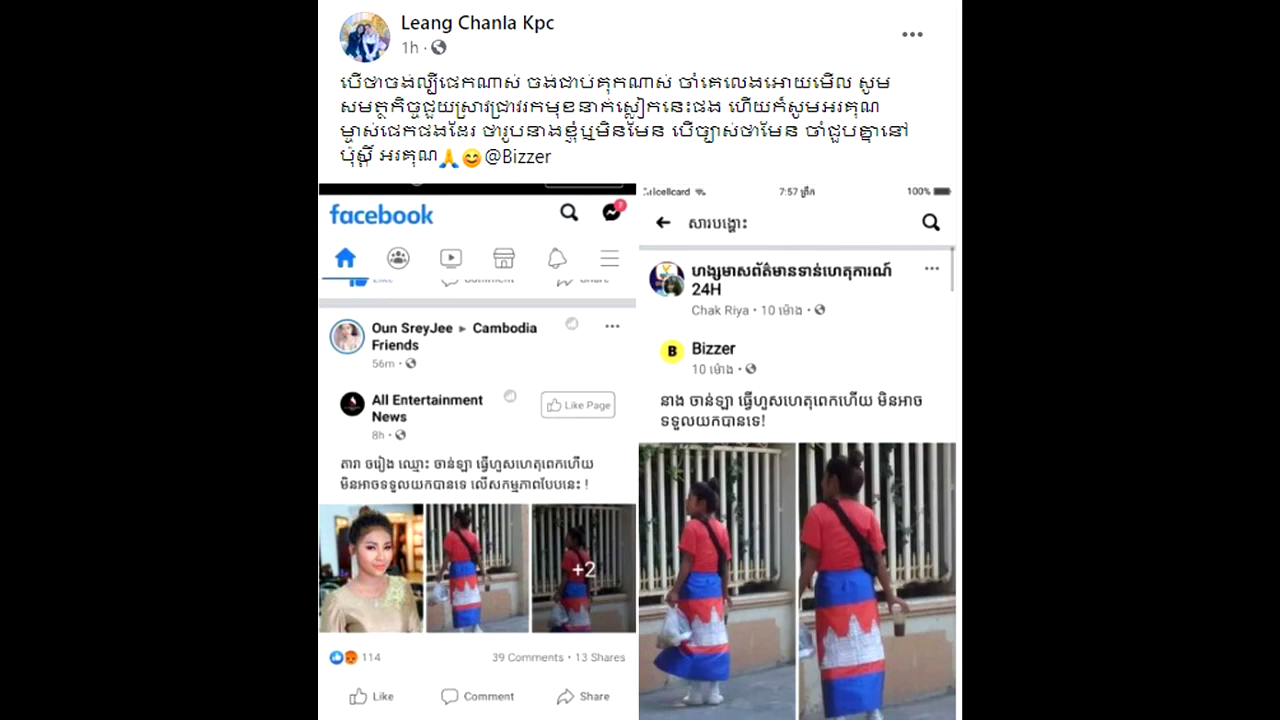 Leang Chanla Kpc
1h
បើថាចង់ល្បីផេកណាស់ ចង់ជាប់គុកណាស់ ចាំគេលេងអោយមើល សូម
សមត្ថកិច្ចជួយស្រាវជ្រាវរកមុខនាក់ស្លៀកនេះផង ហើយក៏សូមអរគុណ
ម្ចាស់ផេកផងដែរ ថារូបនាងខ្ញុំឬមិនមែន បើច្បាស់ថាមែន ចាំជួបគ្នានៅ
ប៉ុស្តិ៍ អរគុណ🙏😊@Bizzer
facebook
7
Like Comment Share
Oun SreyJee ▸ Cambodia
Friends
56m
All Entertainment
News
8h
Like Page
តារា ចរៀង ឈ្មោះ ចាន់ឡា ធ្វើហួសហេតុពេកហើយ
មិនអាចទទួលយកបានទេ លើសកម្មភាពបែបនេះ !
+2
114
39 Comments • 13 Shares
Like Comment Share
cellcard
7:57 ព្រឹក
100%
សារបង្ហោះ
ហង្សមាសព័ត៌មានទាន់ហេតុការណ៍
24H
Chak Riya • 10 ម៉ោង
B
Bizzer
10 ម៉ោង
នាង ចាន់ឡា ធ្វើហួសហេតុពេកហើយ មិនអាច
ទទួលយកបានទេ!